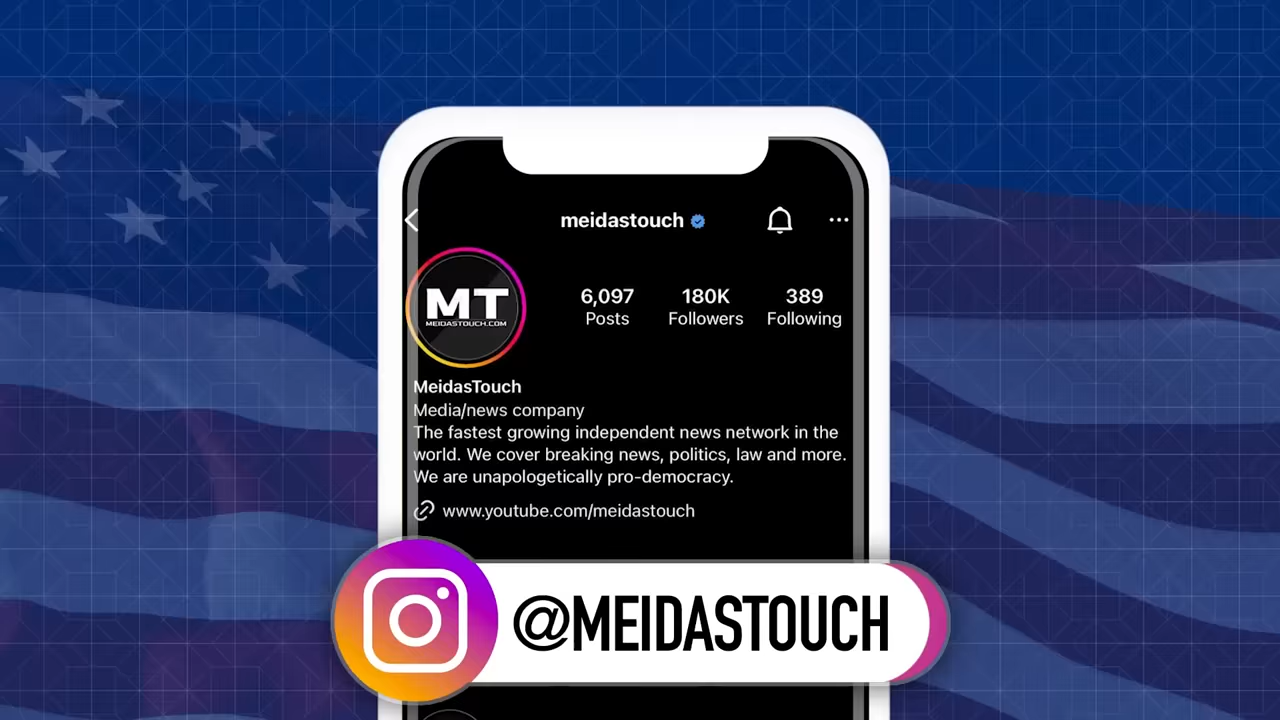 meidastouch
MT
MEIDASTOUCH.COM
6,097 180K 389
Posts Followers Following
MeidasTouch
Media/news company
The fastest growing independent news network in the
world. We cover breaking news, politics, law and more.
We are unapologetically pro-democracy.
www.youtube.com/meidastouch
@MEIDASTOUCH